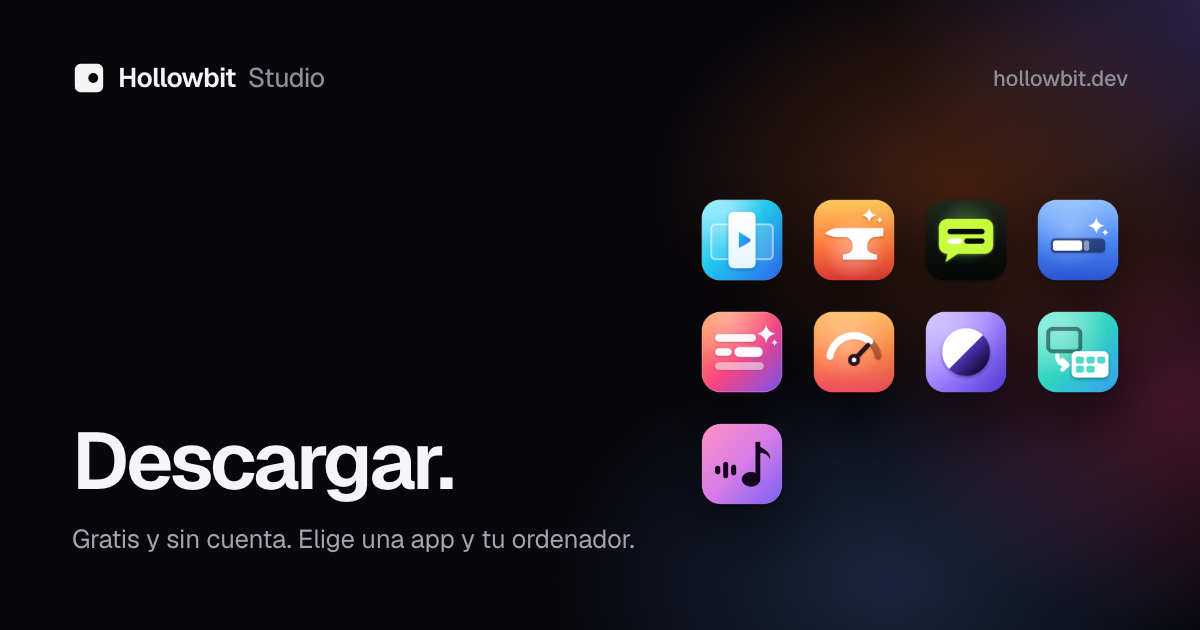 Hollowbit Studio
hollowbit.dev
Descargar.
Gratis y sin cuenta. Elige una app y tu ordenador.